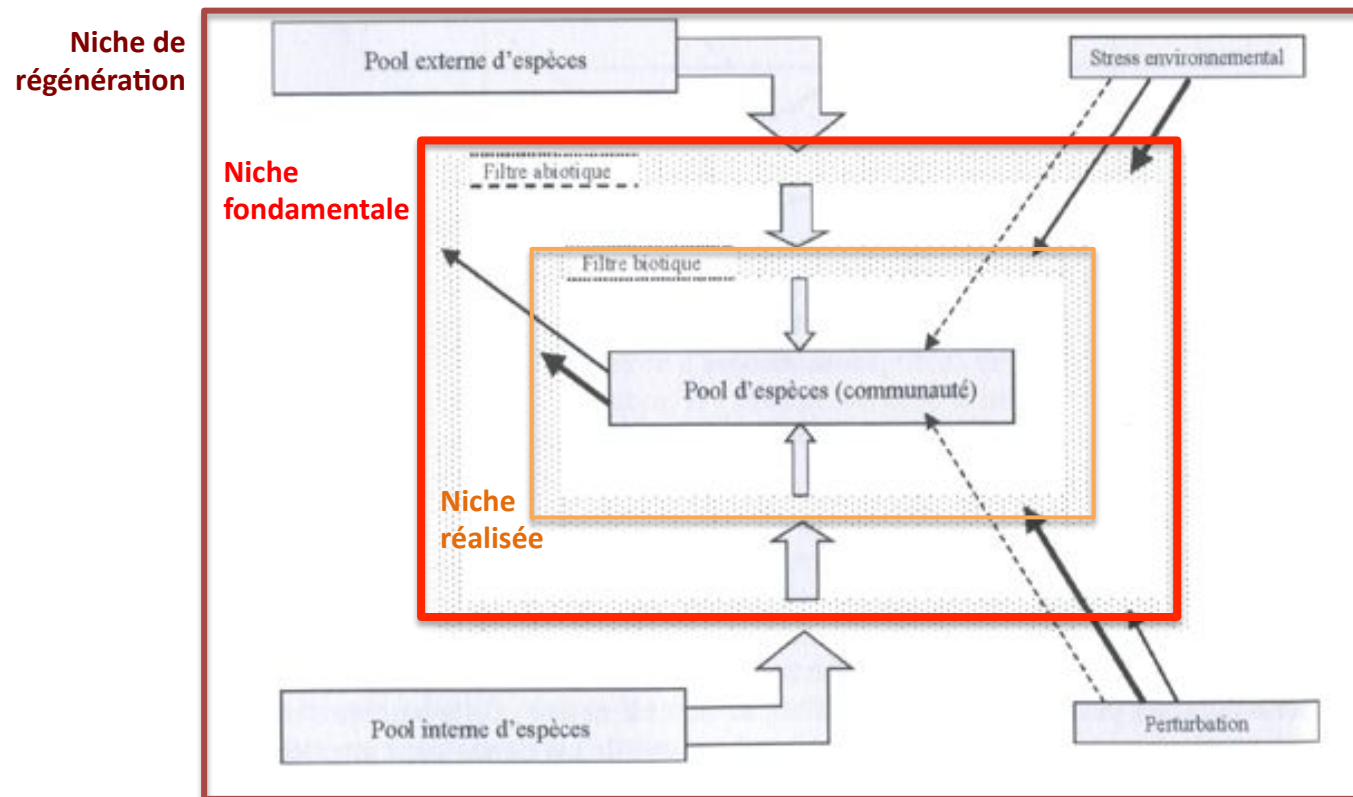 Niche de
régénération
Pool externe d'espèces
Stress environnemental
Niche
fondamentale
Filtre abiotique
Filtre biotique
Pool d'espèces (communauté)
Niche
réalisée
Pool interne d'espèces
Perturbation